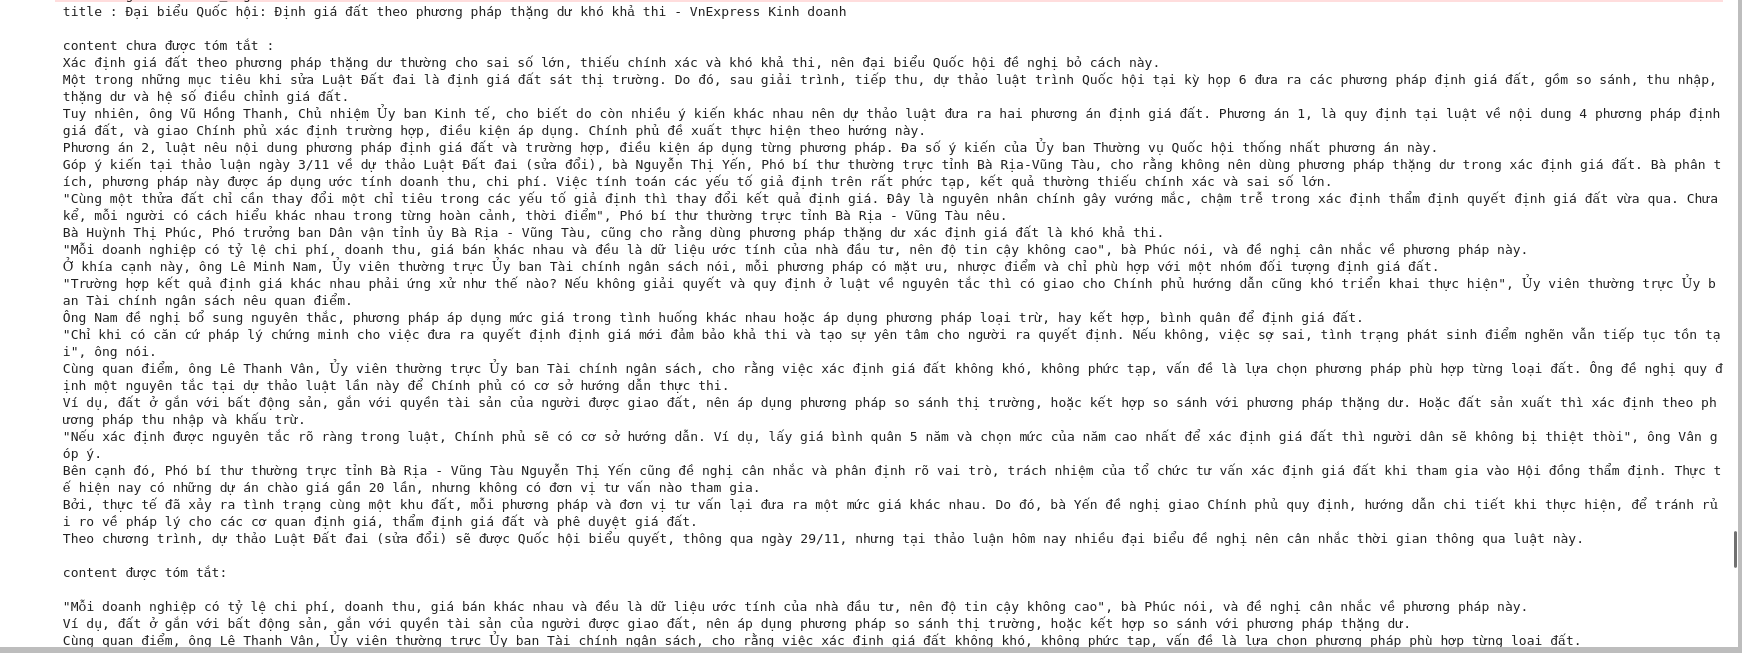 title : Đại biểu Quốc hội: Định giá đất theo phương pháp thặng dư khó khả thi - VnExpress Kinh doanh
content chưa được tóm tắt :
Xác định giá đất theo phương pháp thặng dư thường cho sai số lớn, thiếu chính xác và khó khả thi, nên đại biểu Quốc hội đề nghị bỏ cách này.
Một trong những mục tiêu khi sửa Luật Đất đai là định giá đất sát thị trường. Do đó, sau giải trình, tiếp thu, dự thảo luật trình Quốc hội tại kỳ họp 6 đưa ra các phương pháp định giá đất, gồm so sánh, thu nhập,
thặng dư và hệ số điều chỉnh giá đất.
Tuy nhiên, ông Vũ Hồng Thanh, Chủ nhiệm Ủy ban Kinh tế, cho biết do còn nhiều ý kiến khác nhau nên dự thảo luật đưa ra hai phương án định giá đất. Phương án 1, là quy định tại luật về nội dung 4 phương pháp định
giá đất, và giao Chính phủ xác định trường hợp, điều kiện áp dụng. Chính phủ đề xuất thực hiện theo hướng này.
Phương án 2, luật nêu nội dung phương pháp định giá đất và trường hợp, điều kiện áp dụng từng phương pháp. Đa số ý kiến của Ủy ban Thường vụ Quốc hội thống nhất phương án này.
Góp ý kiến tại thảo luận ngày 3/11 về dự thảo Luật Đất đai (sửa đổi), bà Nguyễn Thị Yến, Phó bí thư thường trực tỉnh Bà Rịa-Vũng Tàu, cho rằng không nên dùng phương pháp thặng dư trong xác định giá đất. Bà phân t
ích, phương pháp này được áp dụng ước tính doanh thu, chi phí. Việc tính toán các yếu tố giả định trên rất phức tạp, kết quả thường thiếu chính xác và sai số lớn.
"Cùng một thửa đất chỉ cần thay đổi một chỉ tiêu trong các yếu tố giả định thì thay đổi kết quả định giá. Đây là nguyên nhân chính gây vướng mắc, chậm trễ trong xác định thẩm định quyết định giá đất vừa qua. Chưa
kể, mỗi người có cách hiểu khác nhau trong từng hoàn cảnh, thời điểm", Phó bí thư thường trực tỉnh Bà Rịa - Vũng Tàu nêu.
Bà Huỳnh Thị Phúc, Phó trưởng ban Dân vận tỉnh ủy Bà Rịa - Vũng Tàu, cũng cho rằng dùng phương pháp thặng dư xác định giá đất là khó khả thi.
"Mỗi doanh nghiệp có tỷ lệ chi phí, doanh thu, giá bán khác nhau và đều là dữ liệu ước tính của nhà đầu tư, nên độ tin cậy không cao", bà Phúc nói, và đề nghị cân nhắc về phương pháp này.
Ở khía cạnh này, ông Lê Minh Nam, Ủy viên thường trực Ủy ban Tài chính ngân sách nói, mỗi phương pháp có mặt ưu, nhược điểm và chỉ phù hợp với một nhóm đối tượng định giá đất.
"Trường hợp kết quả định giá khác nhau phải ứng xử như thế nào? Nếu không giải quyết và quy định ở luật về nguyên tắc thì có giao cho Chính phủ hướng dẫn cũng khó triển khai thực hiện", Ủy viên thường trực Ủy b
an Tài chính ngân sách nêu quan điểm.
Ông Nam đề nghị bổ sung nguyên thắc, phương pháp áp dụng mức giá trong tình huống khác nhau hoặc áp dụng phương pháp loại trừ, hay kết hợp, bình quân để định giá đất.
"Chỉ khi có căn cứ pháp lý chứng minh cho việc đưa ra quyết định định giá mới đảm bảo khả thi và tạo sự yên tâm cho người ra quyết định. Nếu không, việc sợ sai, tình trạng phát sinh điểm nghẽn vẫn tiếp tục tồn tạ
i", ông nói.
Cùng quan điểm, ông Lê Thanh Vân, Ủy viên thường trực Ủy ban Tài chính ngân sách, cho rằng việc xác định giá đất không khó, không phức tạp, vấn đề là lựa chọn phương pháp phù hợp từng loại đất. Ông đề nghị quy đ
ịnh một nguyên tắc tại dự thảo luật lần này để Chính phủ có cơ sở hướng dẫn thực thi.
Ví dụ, đất ở gắn với bất động sản, gắn với quyền tài sản của người được giao đất, nên áp dụng phương pháp so sánh thị trường, hoặc kết hợp so sánh với phương pháp thặng dư. Hoặc đất sản xuất thì xác định theo ph
ương pháp thu nhập và khấu trừ.
"Nếu xác định được nguyên tắc rõ ràng trong luật, Chính phủ sẽ có cơ sở hướng dẫn. Ví dụ, lấy giá bình quân 5 năm và chọn mức của năm cao nhất để xác định giá đất thì người dân sẽ không bị thiệt thòi", ông Vân g
óp ý.
Bên cạnh đó, Phó bí thư thường trực tỉnh Bà Rịa - Vũng Tàu Nguyễn Thị Yến cũng đề nghị cân nhắc và phân định rõ vai trò, trách nhiệm của tổ chức tư vấn xác định giá đất khi tham gia vào Hội đồng thẩm định. Thực t
ế hiện nay có những dự án chào giá gần 20 lần, nhưng không có đơn vị tư vấn nào tham gia.
Bởi, thực tế đã xảy ra tình trạng cùng một khu đất, mỗi phương pháp và đơn vị tư vấn lại đưa ra một mức giá khác nhau. Do đó, bà Yến đề nghị giao Chính phủ quy định, hướng dẫn chi tiết khi thực hiện, để tránh rủ
i ro về pháp lý cho các cơ quan định giá, thẩm định giá đất và phê duyệt giá đất.
Theo chương trình, dự thảo Luật Đất đai (sửa đổi) sẽ được Quốc hội biểu quyết, thông qua ngày 29/11, nhưng tại thảo luận hôm nay nhiều đại biểu đề nghị nên cân nhắc thời gian thông qua luật này.
content được tóm tắt:
"Mỗi doanh nghiệp có tỷ lệ chi phí, doanh thu, giá bán khác nhau và đều là dữ liệu ước tính của nhà đầu tư, nên độ tin cậy không cao", bà Phúc nói, và đề nghị cân nhắc về phương pháp này.
Ví dụ, đất ở gắn với bất động sản, gắn với quyền tài sản của người được giao đất, nên áp dụng phương pháp so sánh thị trường, hoặc kết hợp so sánh với phương pháp thặng dư.
Cùng quan điểm, ông Lê Thanh Vân, Ủy viên thường trực Ủy ban Tài chính ngân sách, cho rằng việc xác định giá đất không khó, không phức tạp, vấn đề là lựa chọn phương pháp phù hợp từng loại đất.